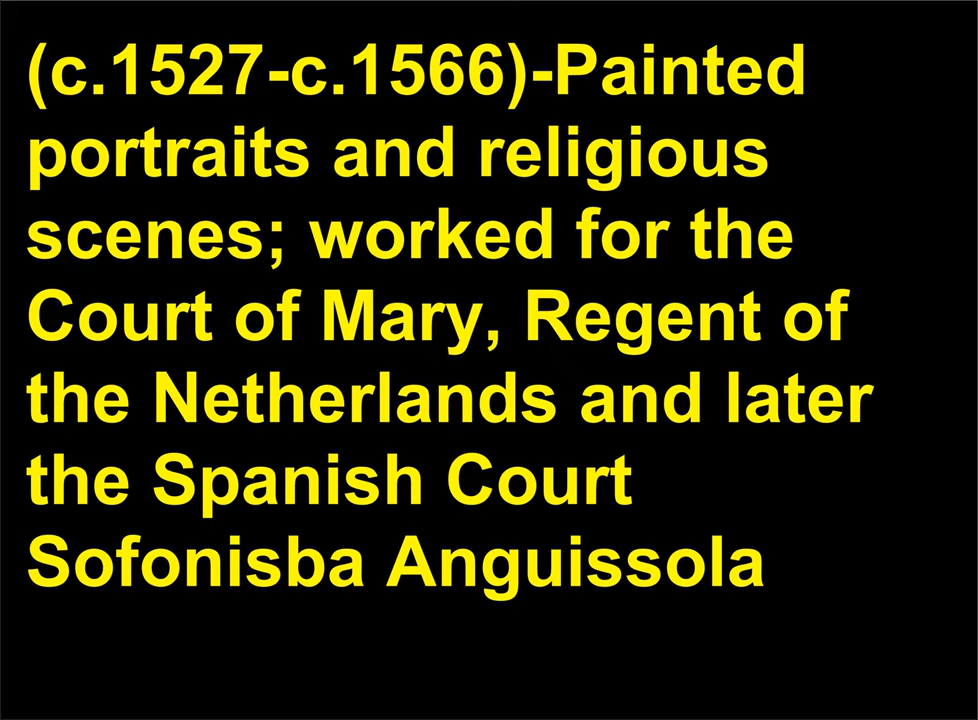 (c.1527-c.1566)-Painted
portraits and religious
scenes; worked for the
Court of Mary, Regent of
the Netherlands and later
the Spanish Court
Sofonisba Anguissola